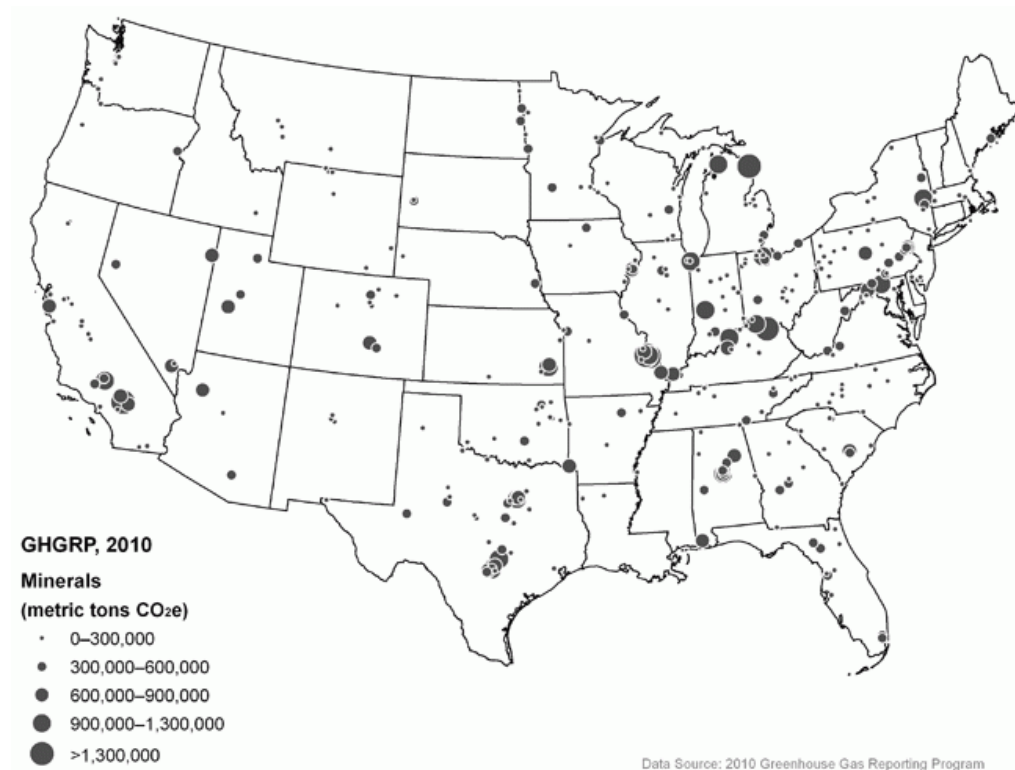 GHGRP, 2010
Minerals
(metric tons CO2e)
0–300,000
300,000–600,000
600,000–900,000
900,000–1,300,000
>1,300,000
Data Source: 2010 Greenhouse Gas Reporting Program